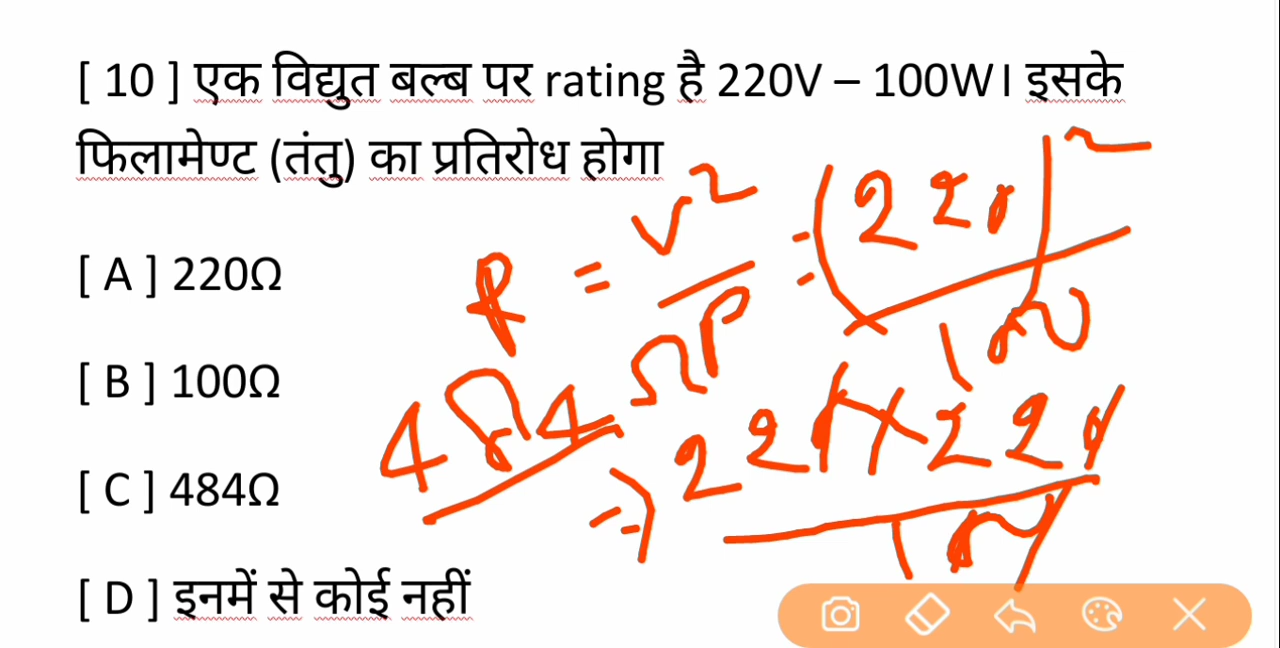 [ 10 ] एक विद्युत बल्ब पर rating है 220V – 100W। इसके
फिलामेण्ट (तंतु) का प्रतिरोध होगा
[ A ] 220Ω
[ B ] 100Ω
[ C ] 484Ω
[ D ] इनमें से कोई नहीं
R = V²/P = (220)²/100
⇒ 220×220/100
484 Ω